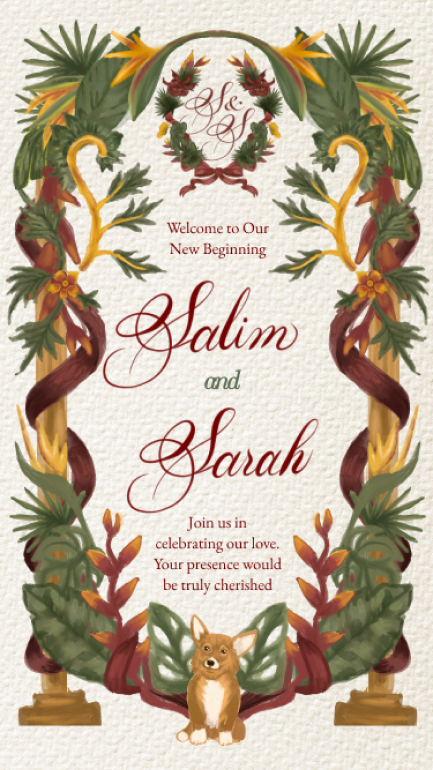 S&S
Welcome to Our
New Beginning
Salim
and
Sarah
Join us in
celebrating our love.
Your presence would
be truly cherished